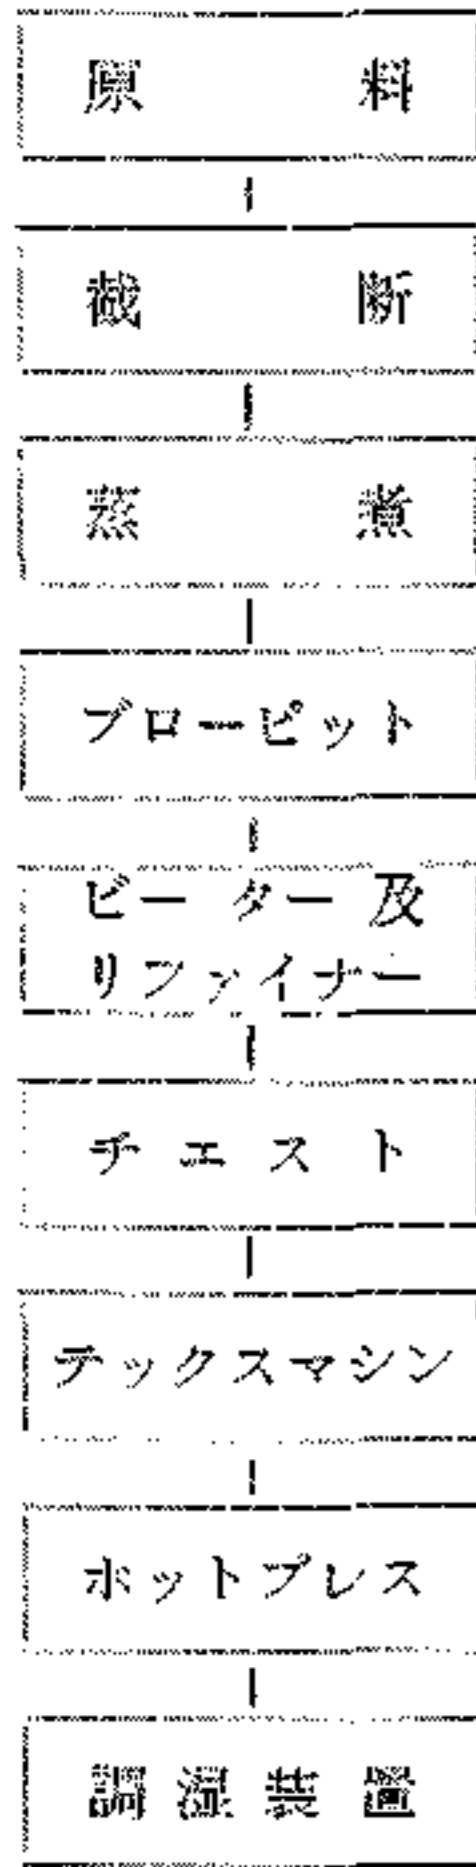 原料
截断
蒸煮
ブローピット
ビーター及
リファイナー
チエスト
テックスマシン
ホットプレス
調湿装置